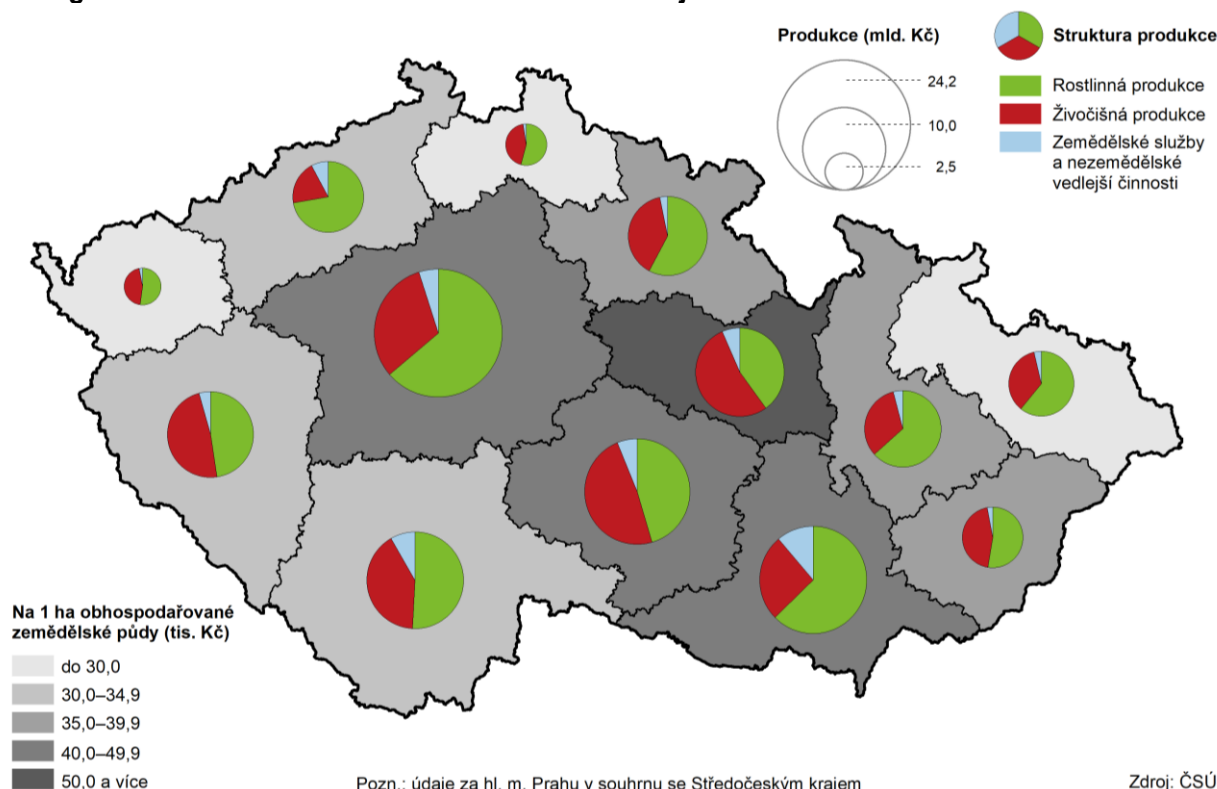 Produkce (mld. Kč)
24,2
10,0
2,5
Struktura produkce
Rostlinná produkce
Živočišná produkce
Zemědělské služby
a nezemědělské
vedlejší činnosti
Na 1 ha obhospodařované
zemědělské půdy (tis. Kč)
do 30,0
30,0–34,9
35,0–39,9
40,0–49,9
50,0 a více
Pozn.: údaje za hl. m. Prahu v souhrnu se Středočeským krajem
Zdroj: ČSÚ